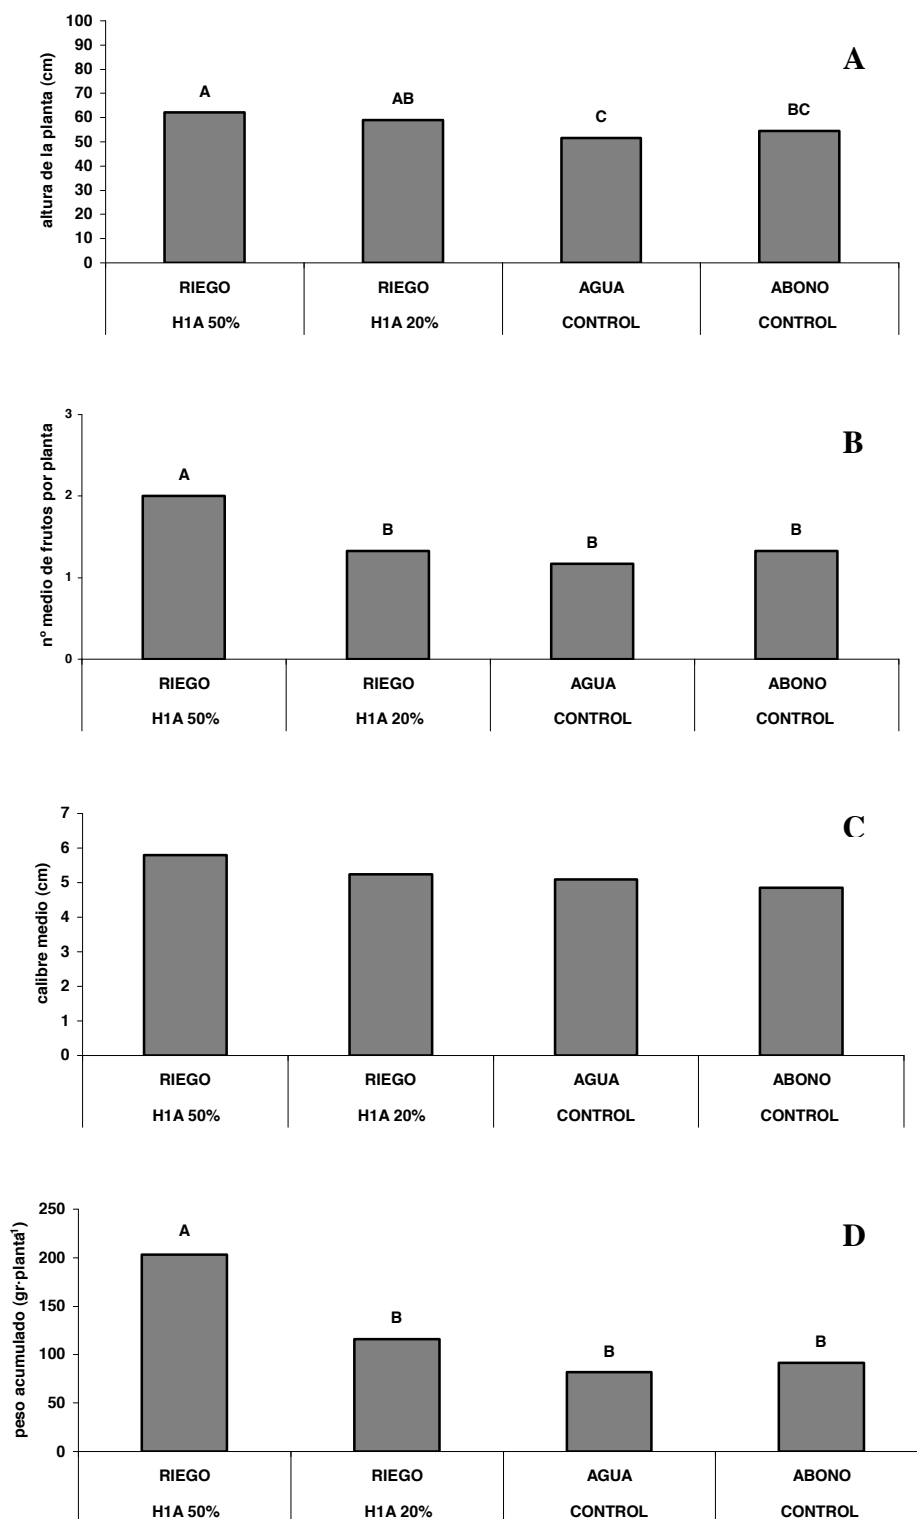 A
altura de la planta (cm)
100
90
80
70
60
50
40
30
20
10
0
A
AB
C
BC
RIEGO RIEGO AGUA ABONO
H1A 50% H1A 20% CONTROL CONTROL
B
nº medio de frutos por planta
3
2
1
0
A
B
B
B
RIEGO RIEGO AGUA ABONO
H1A 50% H1A 20% CONTROL CONTROL
C
calibre medio (cm)
7
6
5
4
3
2
1
0
RIEGO RIEGO AGUA ABONO
H1A 50% H1A 20% CONTROL CONTROL
D
peso acumulado (gr·planta¹)
250
200
150
100
50
0
A
B
B
B
RIEGO RIEGO AGUA ABONO
H1A 50% H1A 20% CONTROL CONTROL